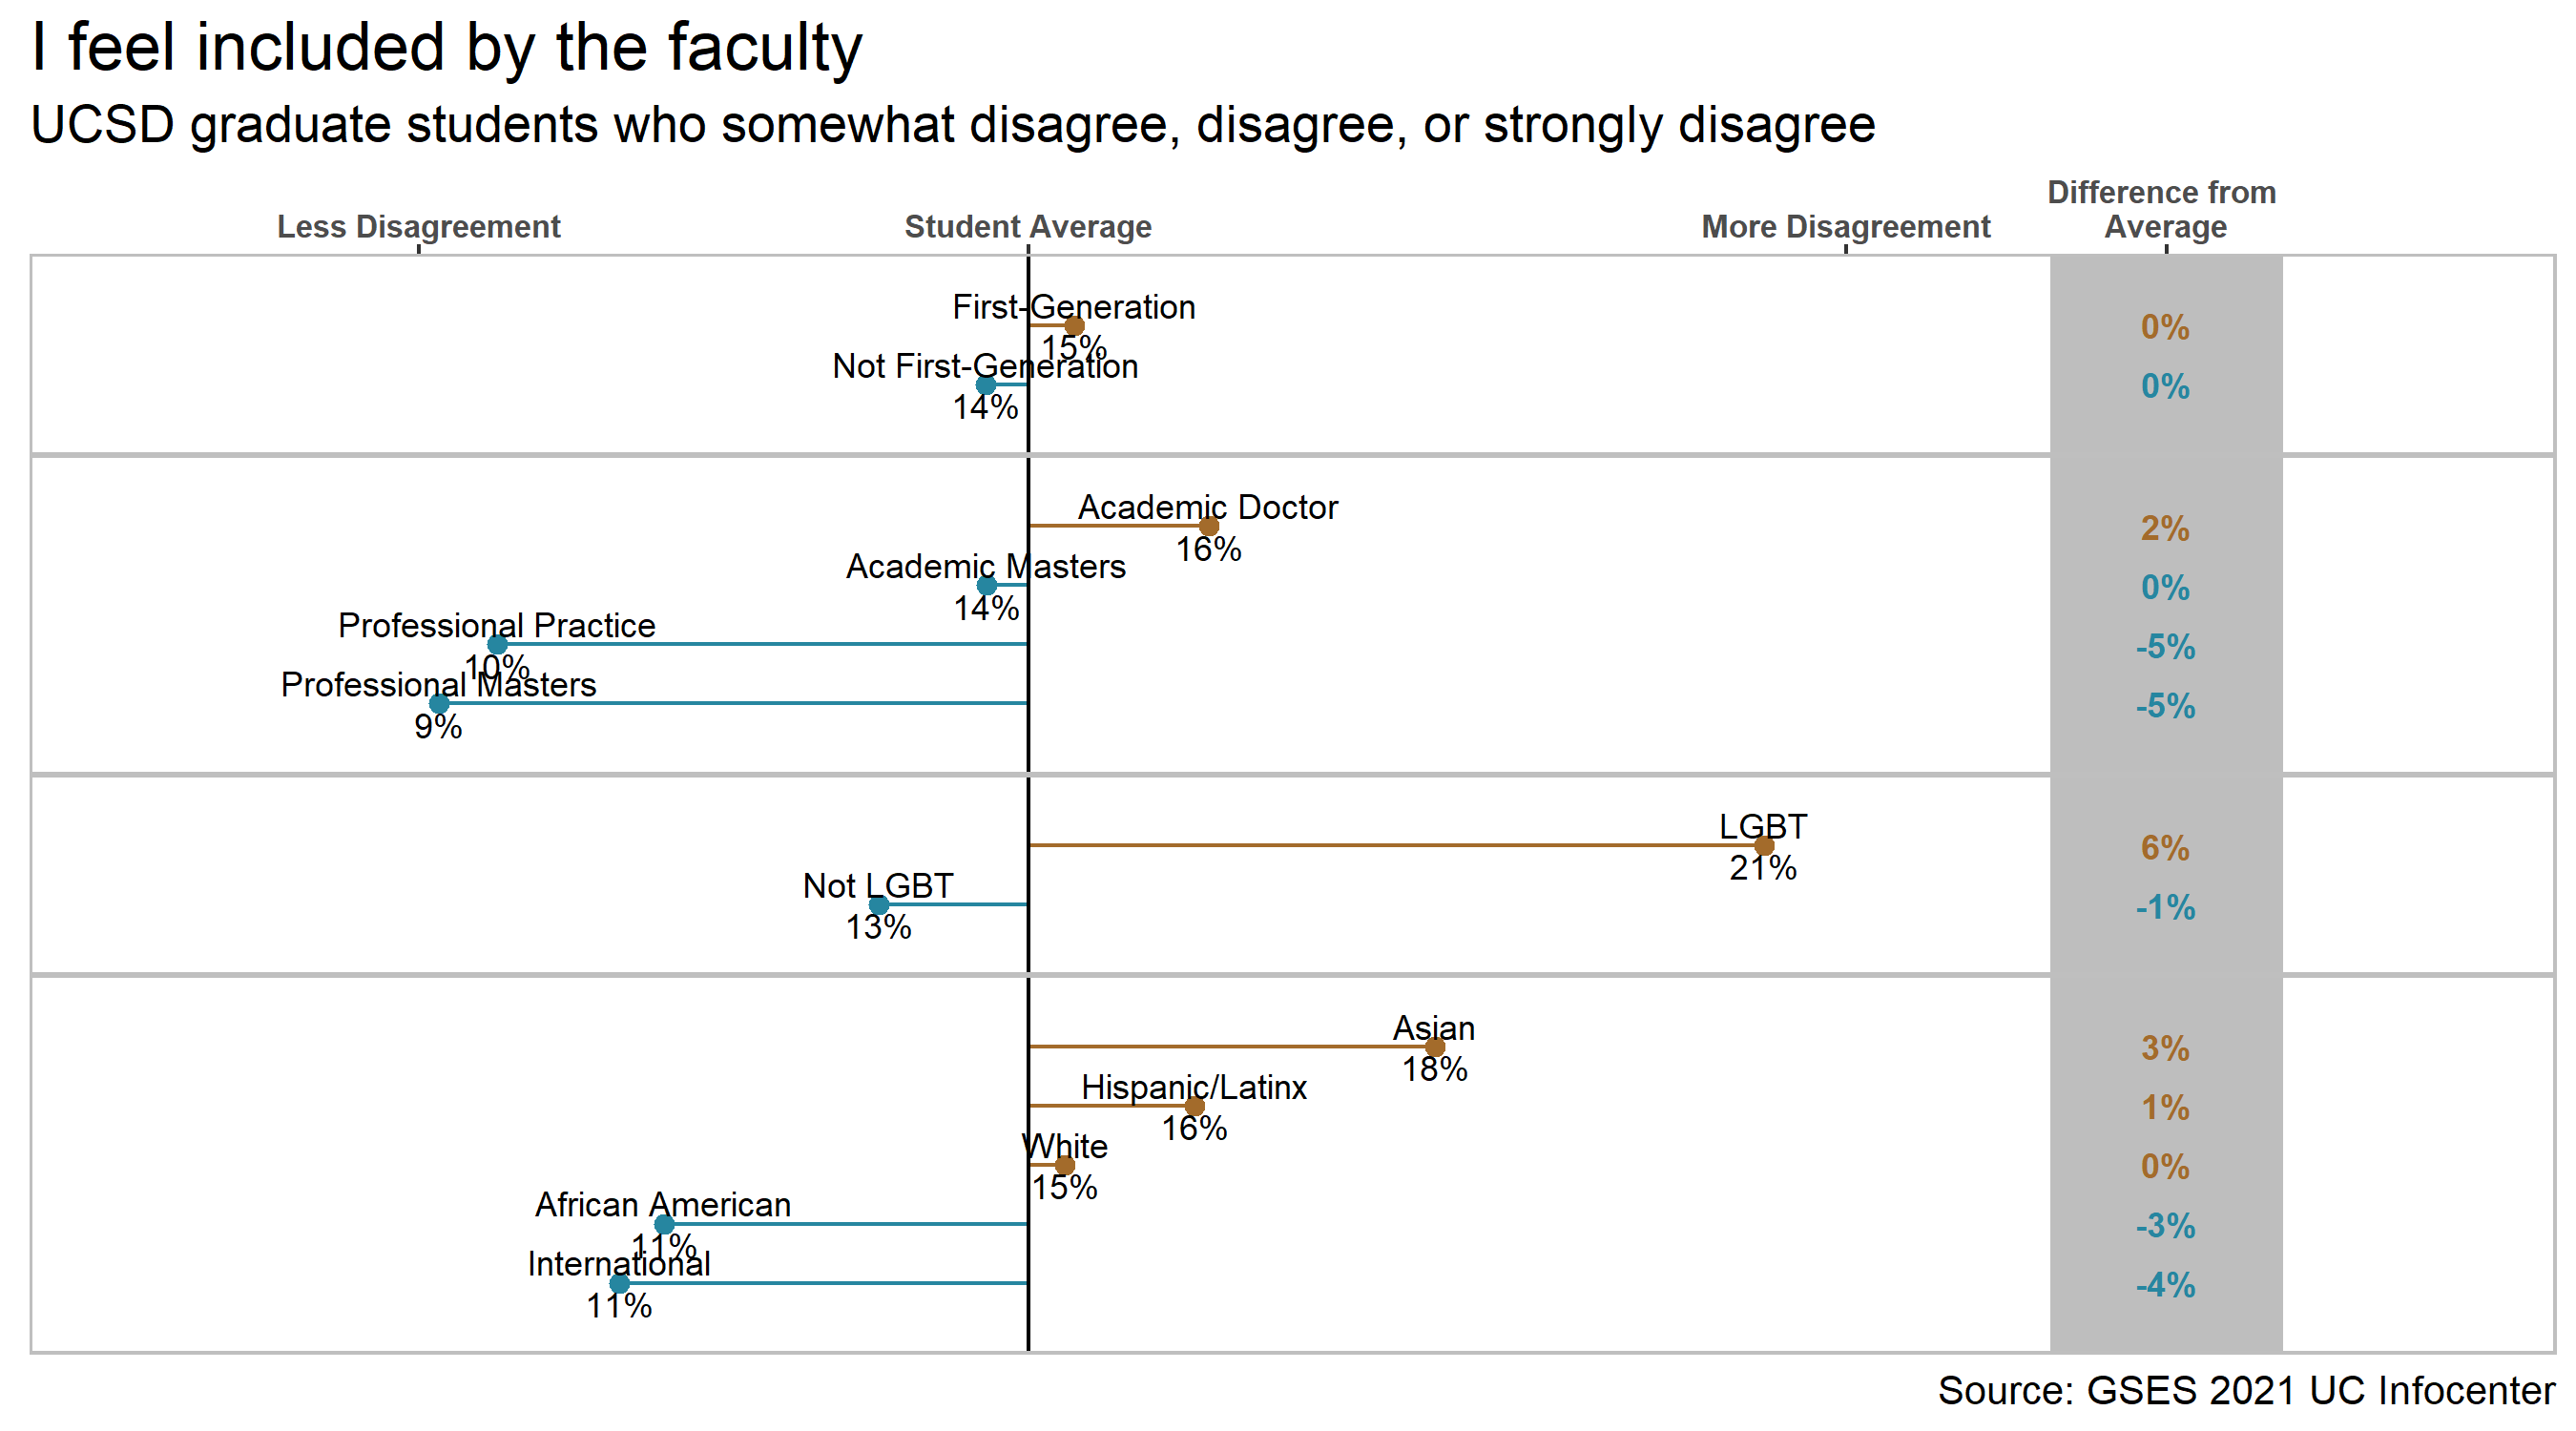 I feel included by the faculty
UCSD graduate students who somewhat disagree, disagree, or strongly disagree
Less Disagreement Student Average More Disagreement Difference from
Average
First-Generation
15% 0%
Not First-Generation
14% 0%
Academic Doctor
16% 2%
Academic Masters
14% 0%
Professional Practice
10% -5%
Professional Masters
9% -5%
LGBT
21% 6%
Not LGBT
13% -1%
Asian
18% 3%
Hispanic/Latinx
16% 1%
White
15% 0%
African American
11% -3%
International
11% -4%
Source: GSES 2021 UC Infocenter